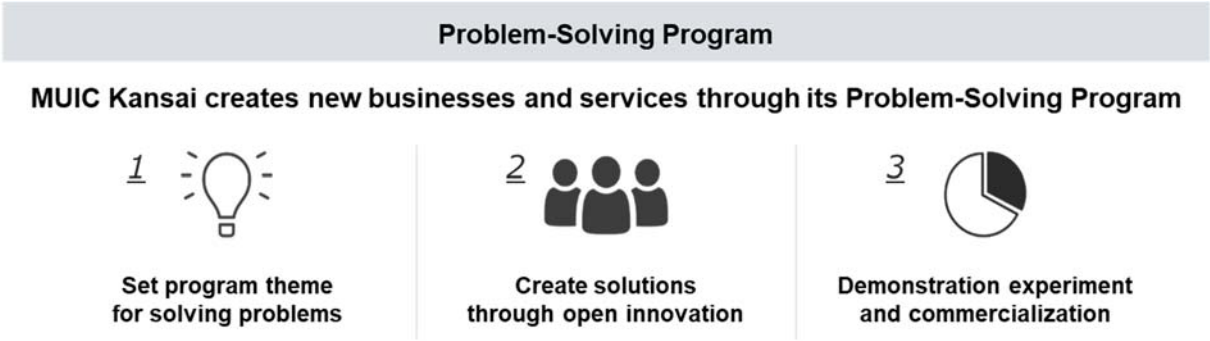 Problem-Solving Program
MUIC Kansai creates new businesses and services through its Problem-Solving Program
1
Set program theme
for solving problems
2
Create solutions
through open innovation
3
Demonstration experiment
and commercialization